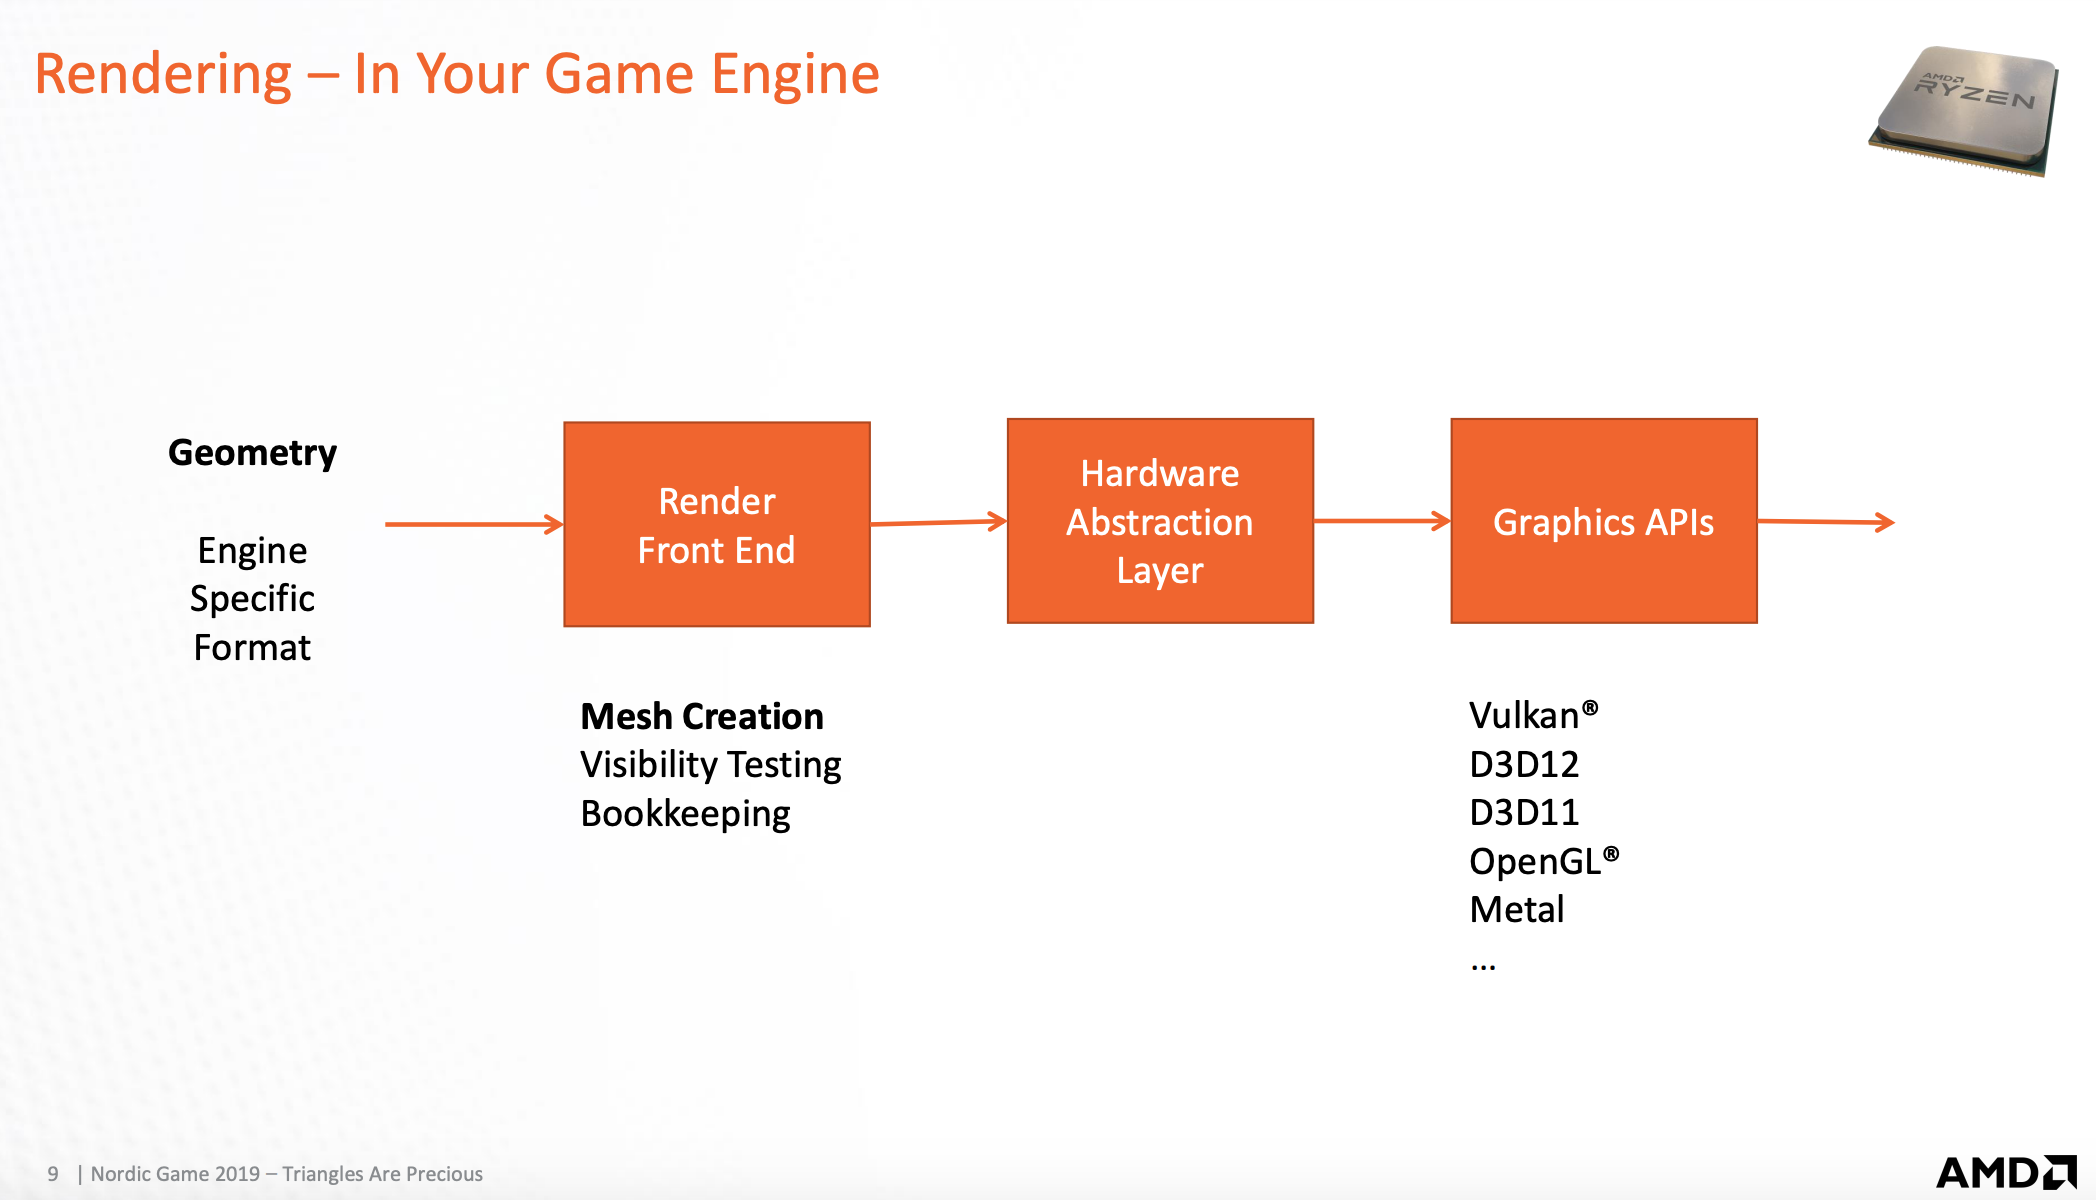 Rendering – In Your Game Engine
AMD
RYZEN
Geometry
Engine
Specific
Format
Render
Front End
Mesh Creation
Visibility Testing
Bookkeeping
Hardware
Abstraction
Layer
Graphics APIs
Vulkan®
D3D12
D3D11
OpenGL®
Metal
...
9 | Nordic Game 2019 – Triangles Are Precious
AMD